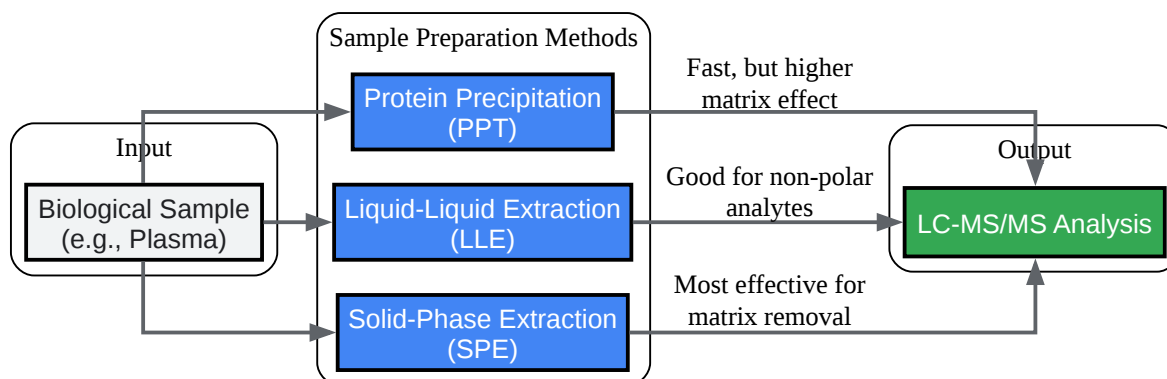 Sample Preparation Methods
Input
Biological Sample
(e.g., Plasma)
Protein Precipitation
(PPT)
Liquid-Liquid Extraction
(LLE)
Solid-Phase Extraction
(SPE)
Fast, but higher
matrix effect
Good for non-polar
analytes
Most effective for
matrix removal
Output
LC-MS/MS Analysis